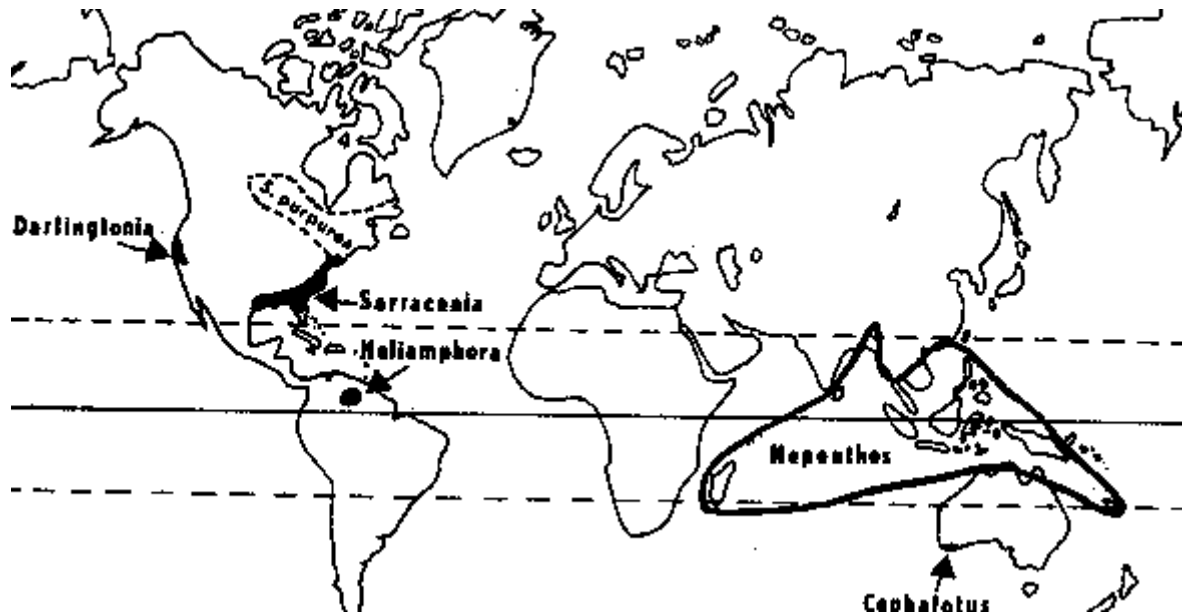 S. purpurea
Darlingtonia
Sarracenia
Heliamphora
Nepenthes
Cephalotus